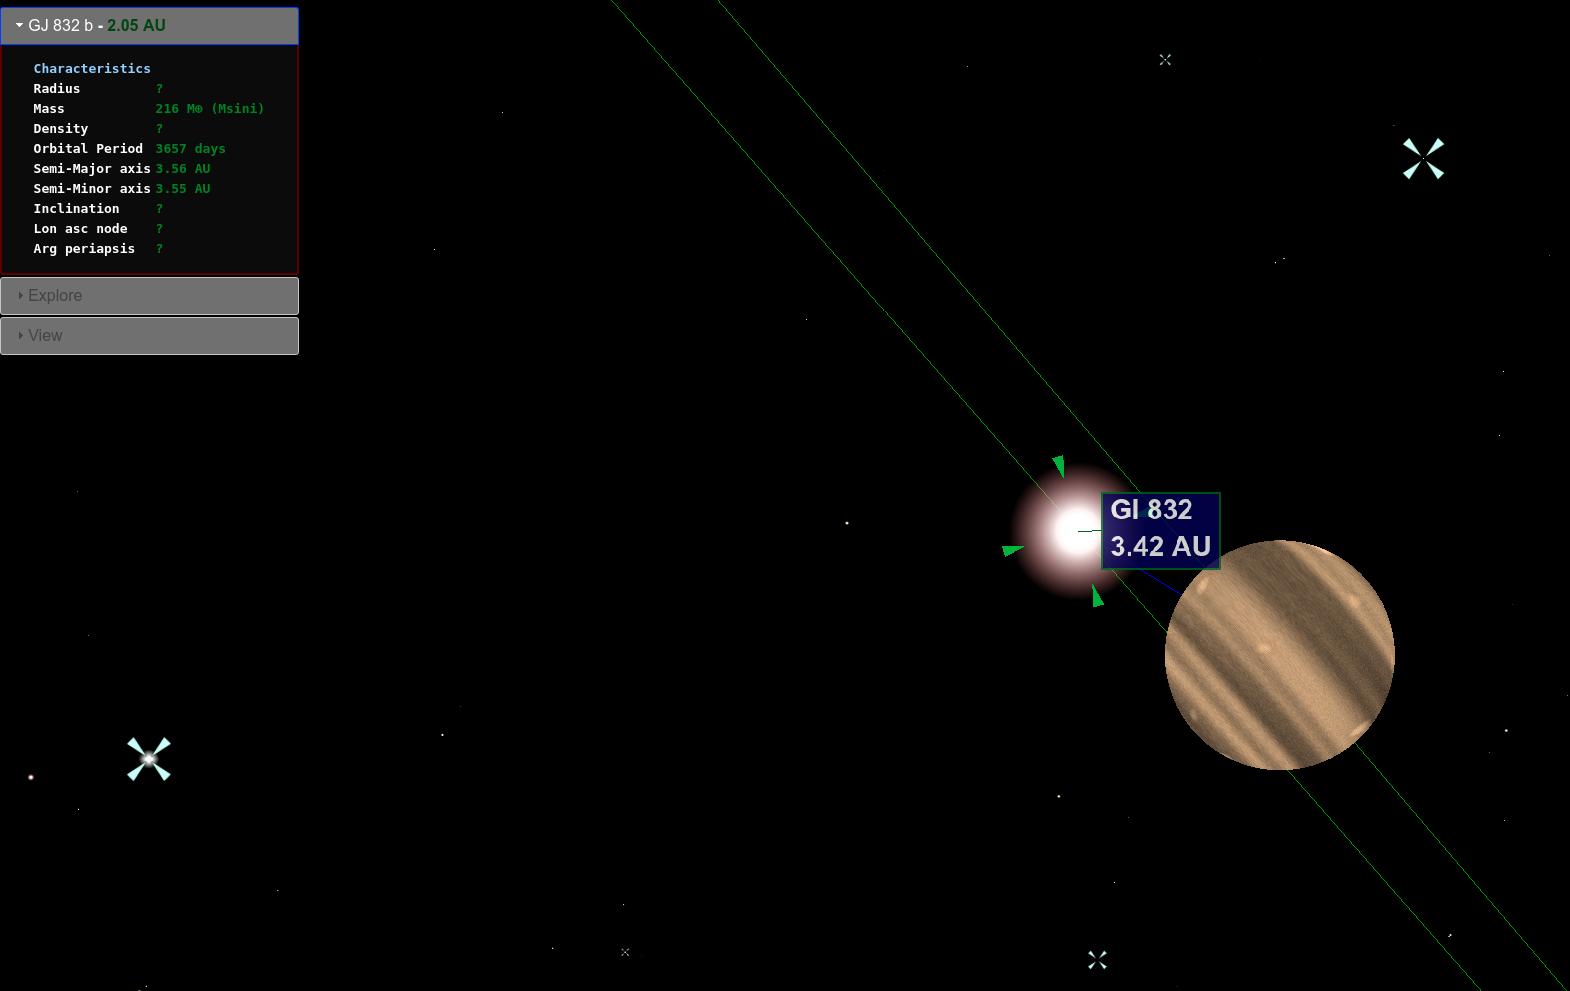 GJ 832 b - 2.05 AU
Characteristics
Radius ?
Mass 216 M⊕ (Msini)
Density ?
Orbital Period 3657 days
Semi-Major axis 3.56 AU
Semi-Minor axis 3.55 AU
Inclination ?
Lon asc node ?
Arg periapsis ?
Explore
View
Gl 832
3.42 AU